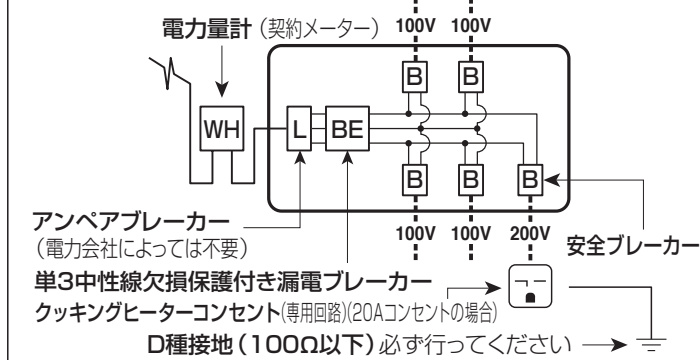 電力量計（契約メーター） 100V 100V
B B
WH L BE
B B B
アンペアブレーカー
（電力会社によっては不要）
100V 100V 200V
安全ブレーカー
単3中性線欠損保護付き漏電ブレーカー
クッキングヒーターコンセント(専用回路)(20Aコンセントの場合)
D種接地（100Ω以下）必ず行ってください